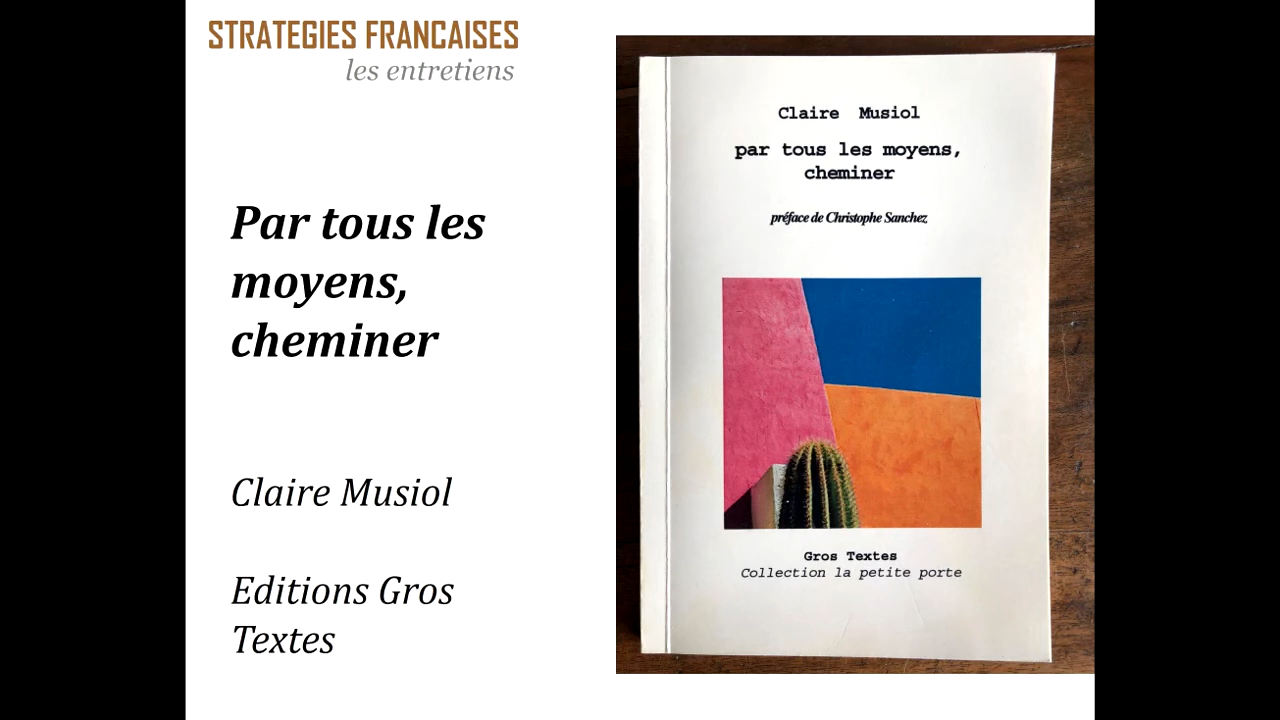 STRATEGIES FRANCAISES
les entretiens
Par tous les
moyens,
cheminer
Claire Musiol
Editions Gros
Textes
Claire Musiol
par tous les moyens,
cheminer
préface de Christophe Sanchez
Gros Textes
Collection la petite porte